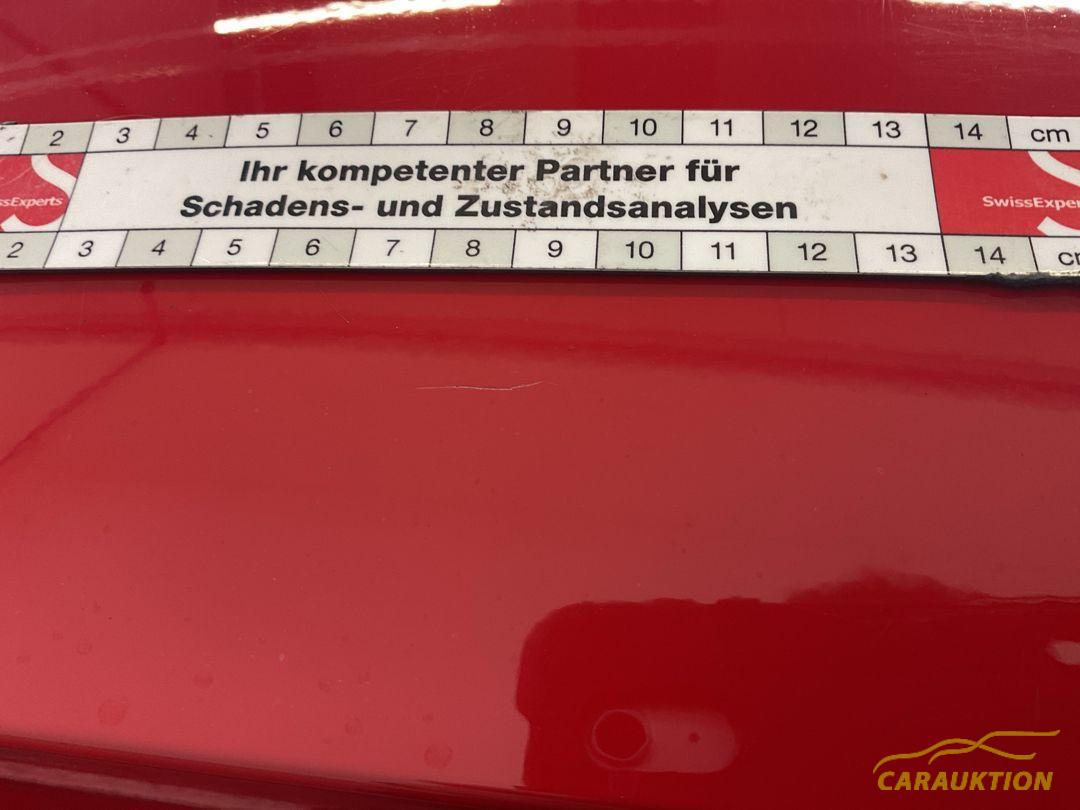 2 3 4 5 6 7 8 9 10 11 12 13 14 cm
Ihr kompetenter Partner für
Schadens- und Zustandsanalysen
SwissExperts
2 3 4 5 6 7 8 9 10 11 12 13 14
CARAUKTION